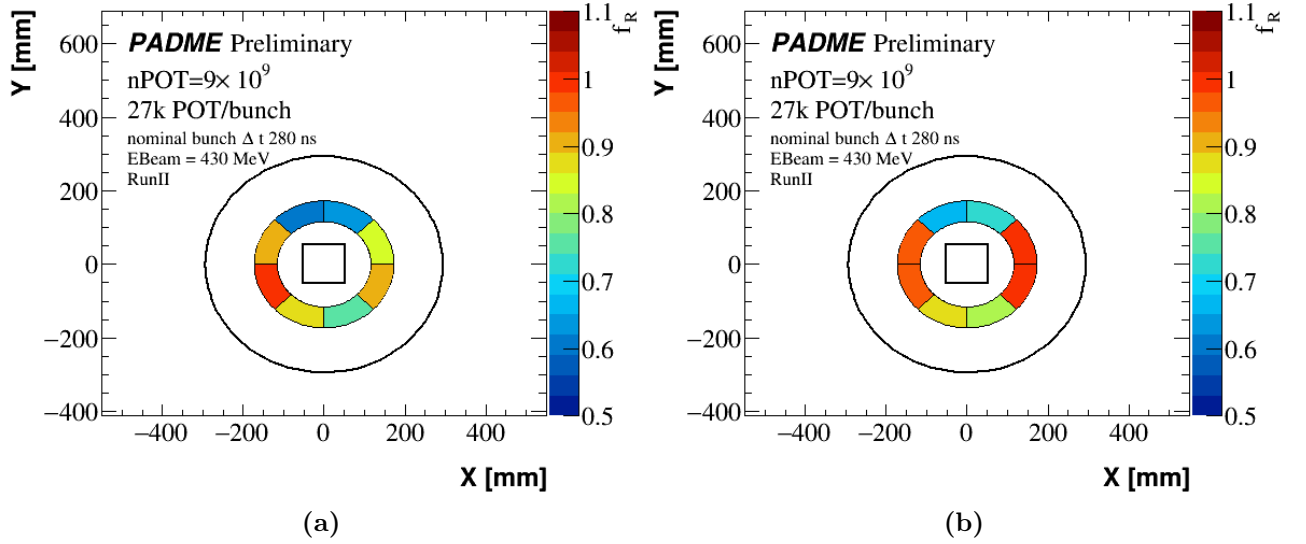 Y [mm]
600
400
200
0
−200
−400
PADME Preliminary
nPOT=9× 10^9
27k POT/bunch
nominal bunch Δ t 280 ns
EBeam = 430 MeV
RunII
−400 −200 0 200 400
X [mm]
1.1
1
0.9
0.8
0.7
0.6
0.5
f_R
(a)
Y [mm]
600
400
200
0
−200
−400
PADME Preliminary
nPOT=9× 10^9
27k POT/bunch
nominal bunch Δ t 280 ns
EBeam = 430 MeV
RunII
−400 −200 0 200 400
X [mm]
1.1
1
0.9
0.8
0.7
0.6
0.5
f_R
(b)